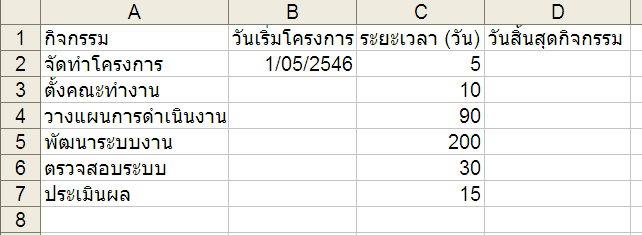 A B C D
1 กิจกรรม วันเริ่มโครงการ ระยะเวลา (วัน) วันสิ้นสุดกิจกรรม
2 จัดทำโครงการ 1/05/2546 5
3 ตั้งคณะทำงาน 10
4 วางแผนการดำเนินงาน 90
5 พัฒนาระบบงาน 200
6 ตรวจสอบระบบ 30
7 ประเมินผล 15
8